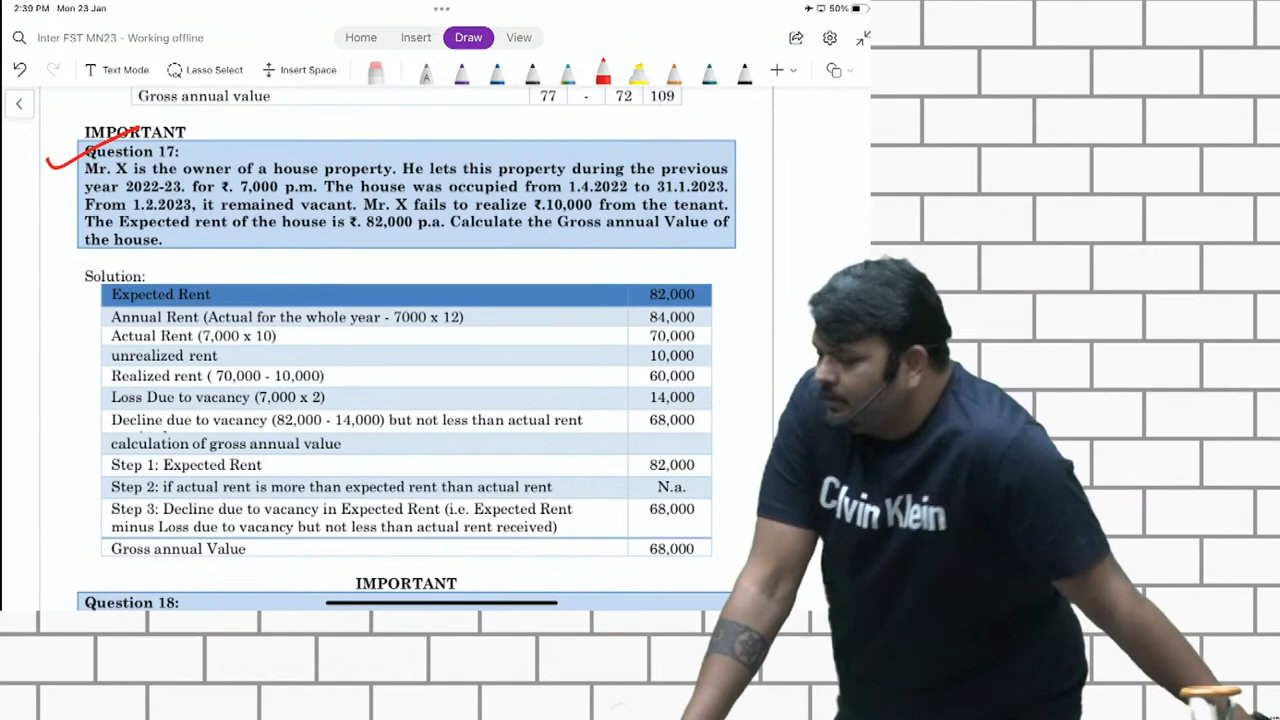 2:39 PM Mon 23 Jan
50%
Inter FST MN23 - Working offline
Home Insert Draw View
Text Mode Lasso Select Insert Space
Gross annual value 77 - 72 109
IMPORTANT
Question 17:
Mr. X is the owner of a house property. He lets this property during the previous
year 2022-23. for ₹. 7,000 p.m. The house was occupied from 1.4.2022 to 31.1.2023.
From 1.2.2023, it remained vacant. Mr. X fails to realize ₹.10,000 from the tenant.
The Expected rent of the house is ₹. 82,000 p.a. Calculate the Gross annual Value of
the house.
Solution:
Expected Rent 82,000
Annual Rent (Actual for the whole year - 7000 x 12) 84,000
Actual Rent (7,000 x 10) 70,000
unrealized rent 10,000
Realized rent ( 70,000 - 10,000) 60,000
Loss Due to vacancy (7,000 x 2) 14,000
Decline due to vacancy (82,000 - 14,000) but not less than actual rent 68,000
calculation of gross annual value
Step 1: Expected Rent 82,000
Step 2: if actual rent is more than expected rent than actual rent N.a.
Step 3: Decline due to vacancy in Expected Rent (i.e. Expected Rent 68,000
minus Loss due to vacancy but not less than actual rent received)
Gross annual Value 68,000
IMPORTANT
Question 18:
Calvin Klein